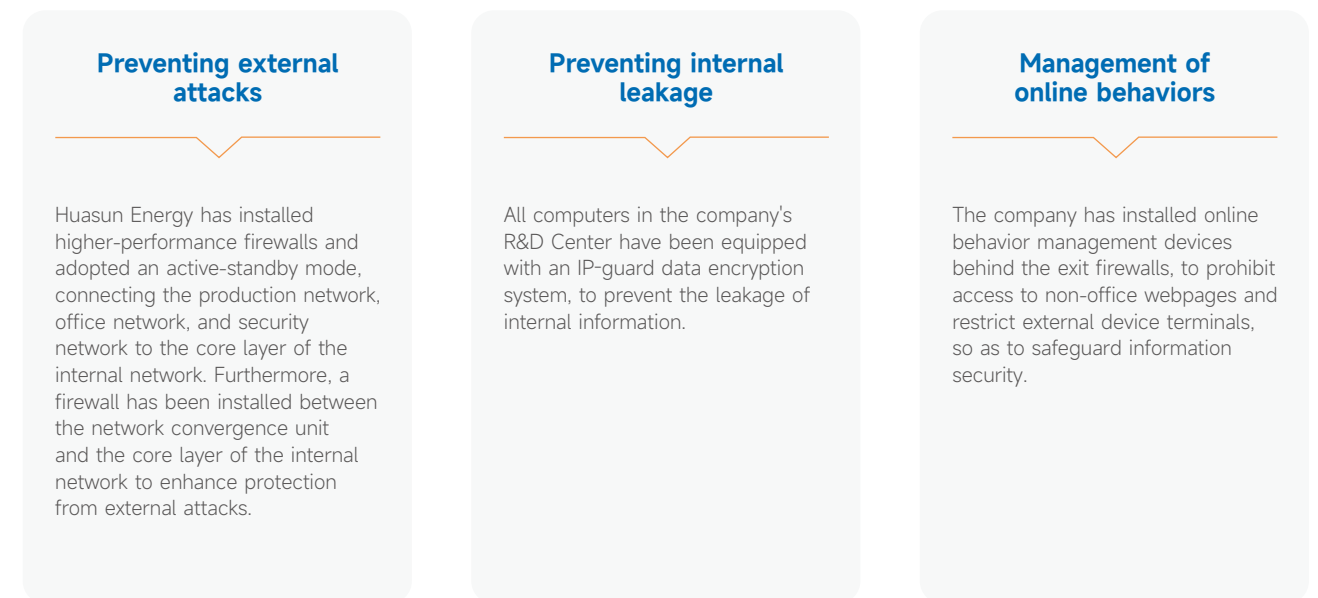 Preventing external
attacks
Huasun Energy has installed
higher-performance firewalls and
adopted an active-standby mode,
connecting the production network,
office network, and security
network to the core layer of the
internal network. Furthermore, a
firewall has been installed between
the network convergence unit
and the core layer of the internal
network to enhance protection
from external attacks.
Preventing internal
leakage
All computers in the company's
R&D Center have been equipped
with an IP-guard data encryption
system, to prevent the leakage of
internal information.
Management of
online behaviors
The company has installed online
behavior management devices
behind the exit firewalls, to prohibit
access to non-office webpages and
restrict external device terminals,
so as to safeguard information
security.